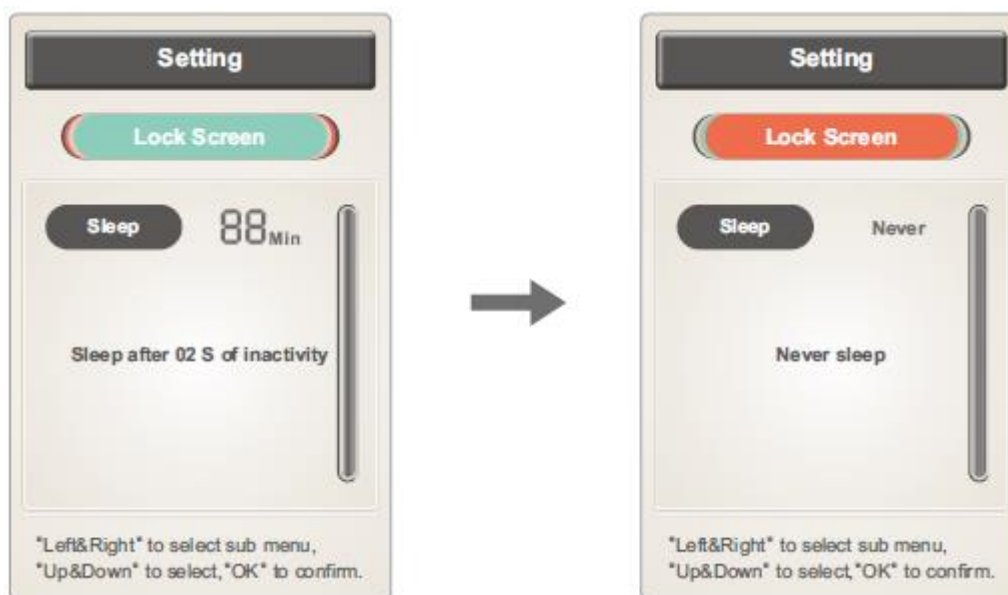 Setting
Lock Screen
Sleep 88 Min
Sleep after 02 S of inactivity
"Left&Right" to select sub menu,
"Up&Down" to select,"OK" to confirm.
Setting
Lock Screen
Sleep Never
Never sleep
"Left&Right" to select sub menu,
"Up&Down" to select,"OK" to confirm.